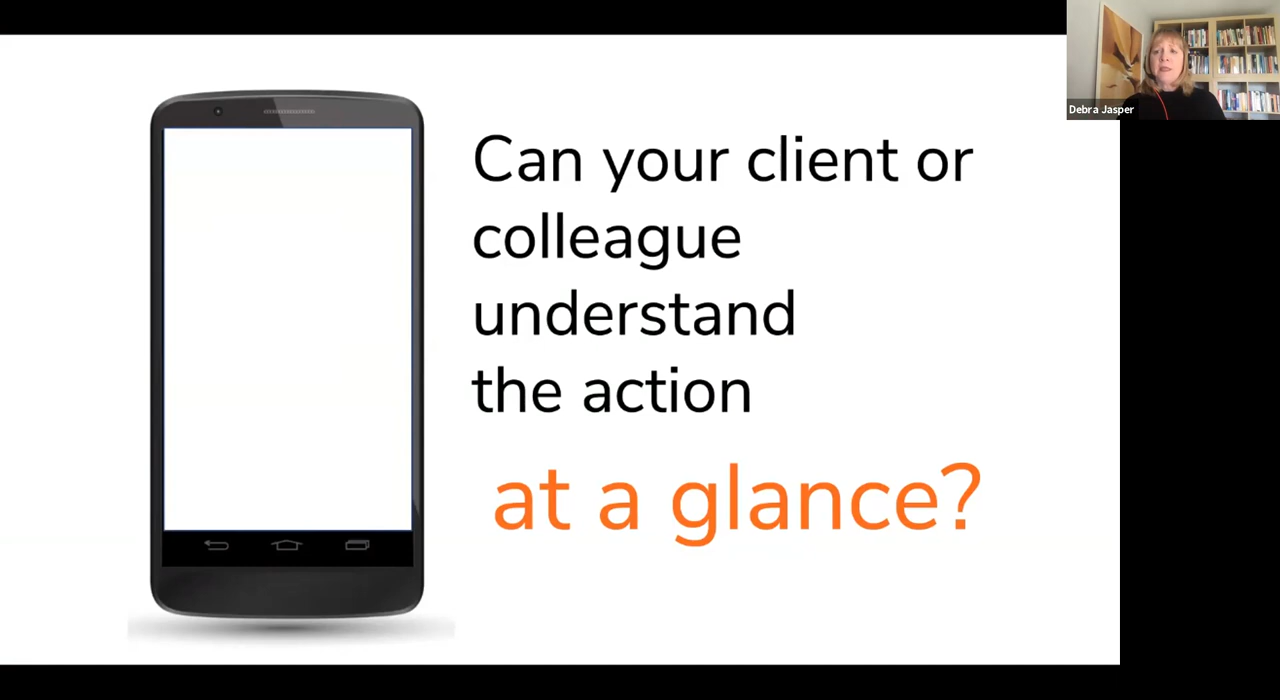 Can your client or
colleague
understand
the action
at a glance?
Debra Jasper